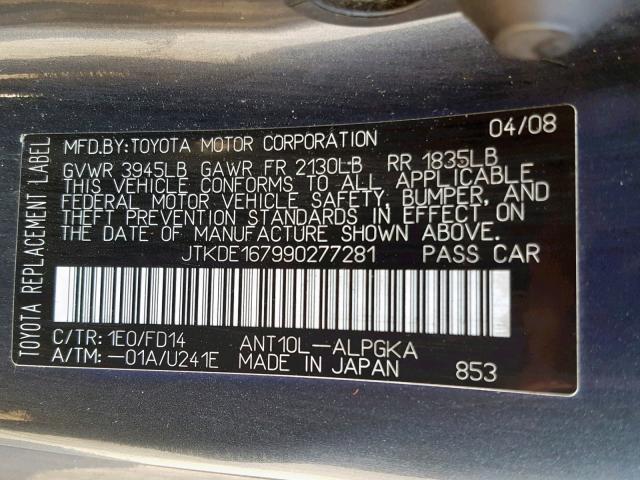 TOYOTA REPLACEMENT LABEL
MFD.BY:TOYOTA MOTOR CORPORATION 04/08
GVWR 3945LB GAWR FR 2130LB RR 1835LB
THIS VEHICLE CONFORMS TO ALL APPLICABLE
FEDERAL MOTOR VEHICLE SAFETY, BUMPER, AND
THEFT PREVENTION STANDARDS IN EFFECT ON
THE DATE OF MANUFACTURE SHOWN ABOVE.
JTKDE167990277281 PASS CAR
C/TR: 1E0/FD14 ANT10L-ALPGKA
A/TM: -01A/U241E MADE IN JAPAN 853